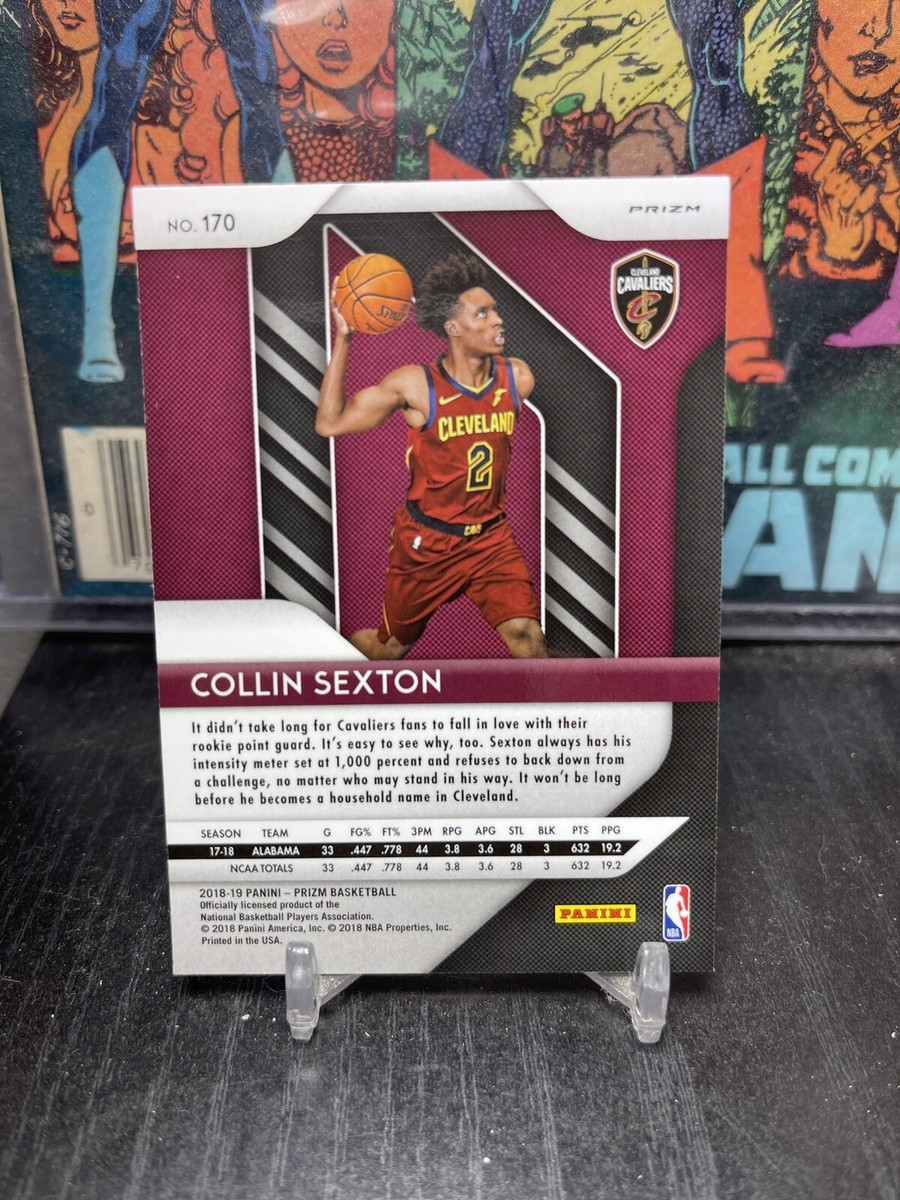 NO. 170
PRIZM
CLEVELAND
CAVALIERS
C
SPALDING
CLEVELAND
2
CAVS
COLLIN SEXTON
It didn't take long for Cavaliers fans to fall in love with their
rookie point guard. It's easy to see why, too. Sexton always has his
intensity meter set at 1,000 percent and refuses to back down from
a challenge, no matter who may stand in his way. It won't be long
before he becomes a household name in Cleveland.
SEASON TEAM G FG% FT% 3PM RPG APG STL BLK PTS PPG
17-18 ALABAMA 33 .447 .778 44 3.8 3.6 28 3 632 19.2
NCAA TOTALS 33 .447 .778 44 3.8 3.6 28 3 632 19.2
2018-19 PANINI – PRIZM BASKETBALL
Officially licensed product of the
National Basketball Players Association.
© 2018 Panini America, Inc. © 2018 NBA Properties, Inc.
Printed in the USA.
PANINI
NBA
ALL COM
AN
0